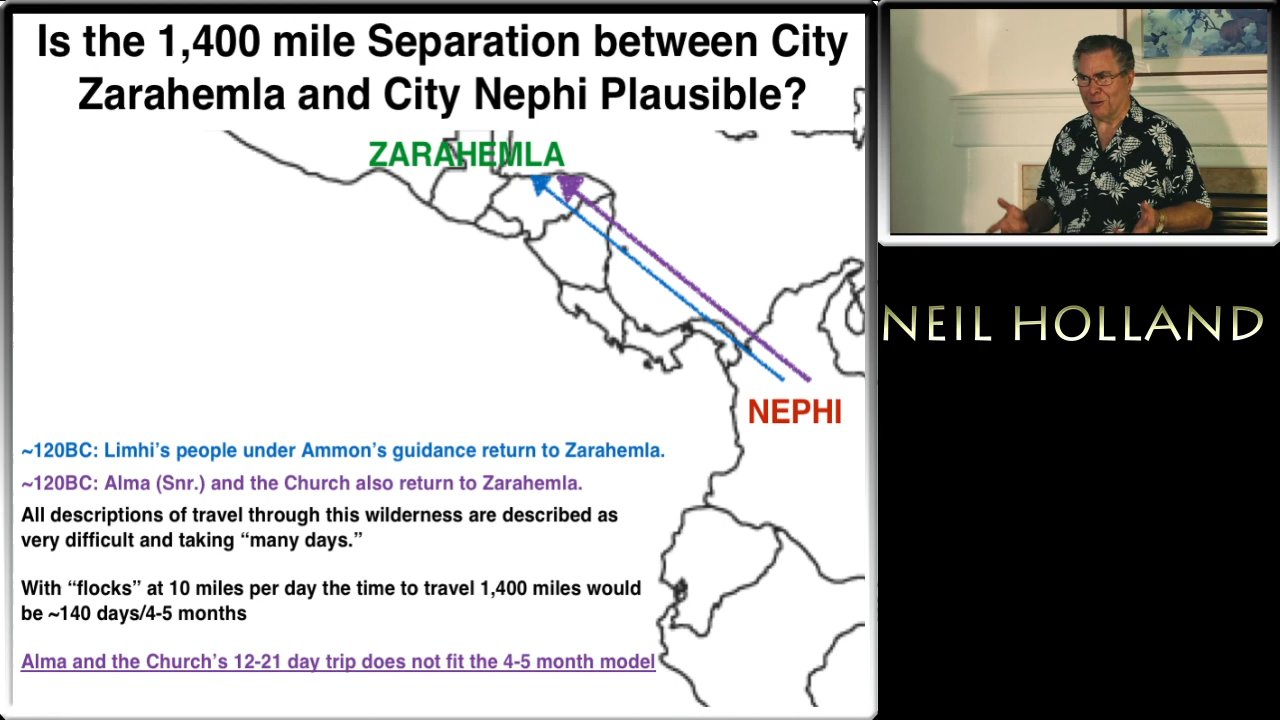 Is the 1,400 mile Separation between City
Zarahemla and City Nephi Plausible?
ZARAHEMLA
NEPHI
~120BC: Limhi's people under Ammon's guidance return to Zarahemla.
~120BC: Alma (Snr.) and the Church also return to Zarahemla.
All descriptions of travel through this wilderness are described as
very difficult and taking “many days.”
With “flocks” at 10 miles per day the time to travel 1,400 miles would
be ~140 days/4-5 months
Alma and the Church's 12-21 day trip does not fit the 4-5 month model
NEIL HOLLAND